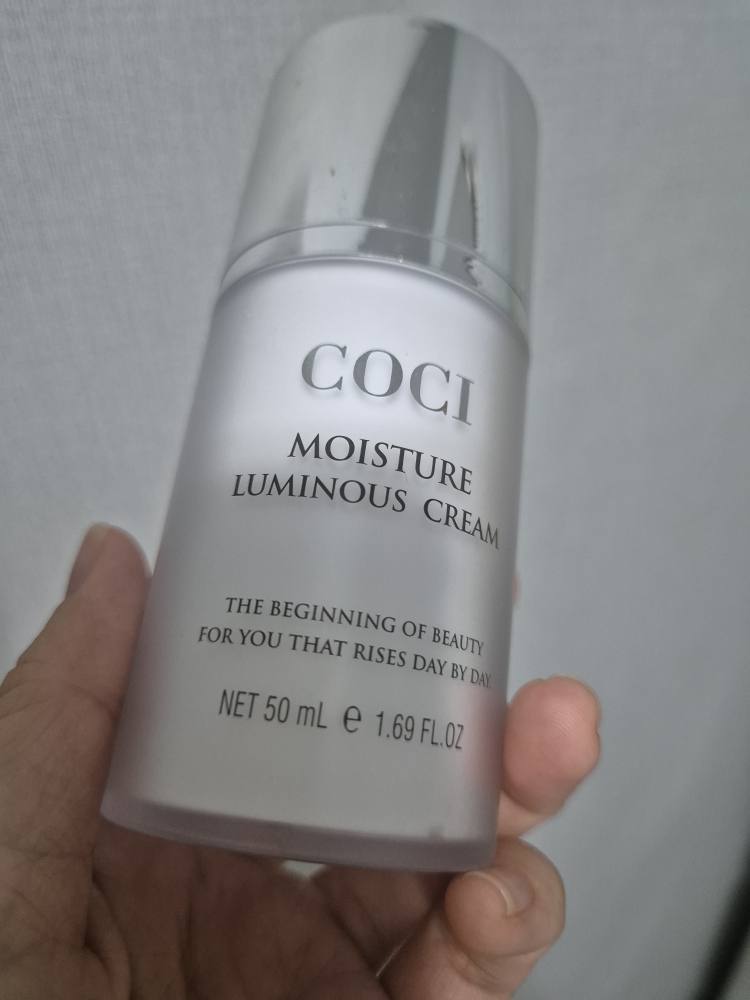 COCI
MOISTURE
LUMINOUS CREAM
THE BEGINNING OF BEAUTY
FOR YOU THAT RISES DAY BY DAY.
NET 50 mL e 1.69 FL.OZ